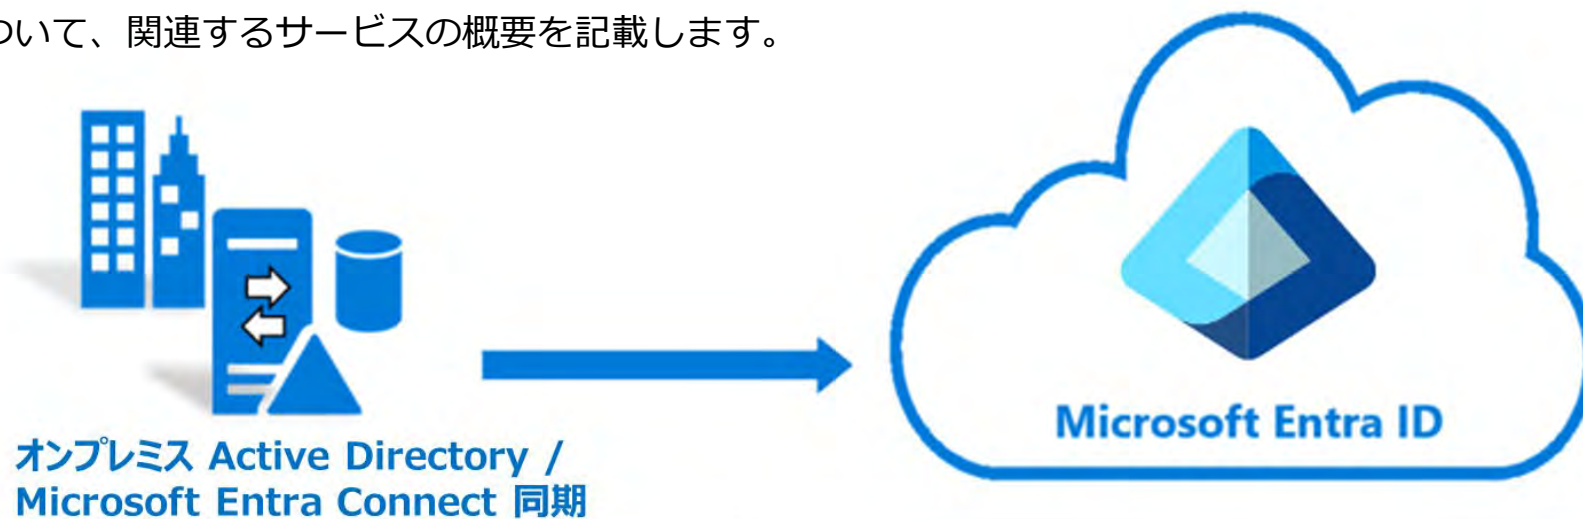 ついて、関連するサービスの概要を記載します。
オンプレミス Active Directory /
Microsoft Entra Connect 同期
Microsoft Entra ID